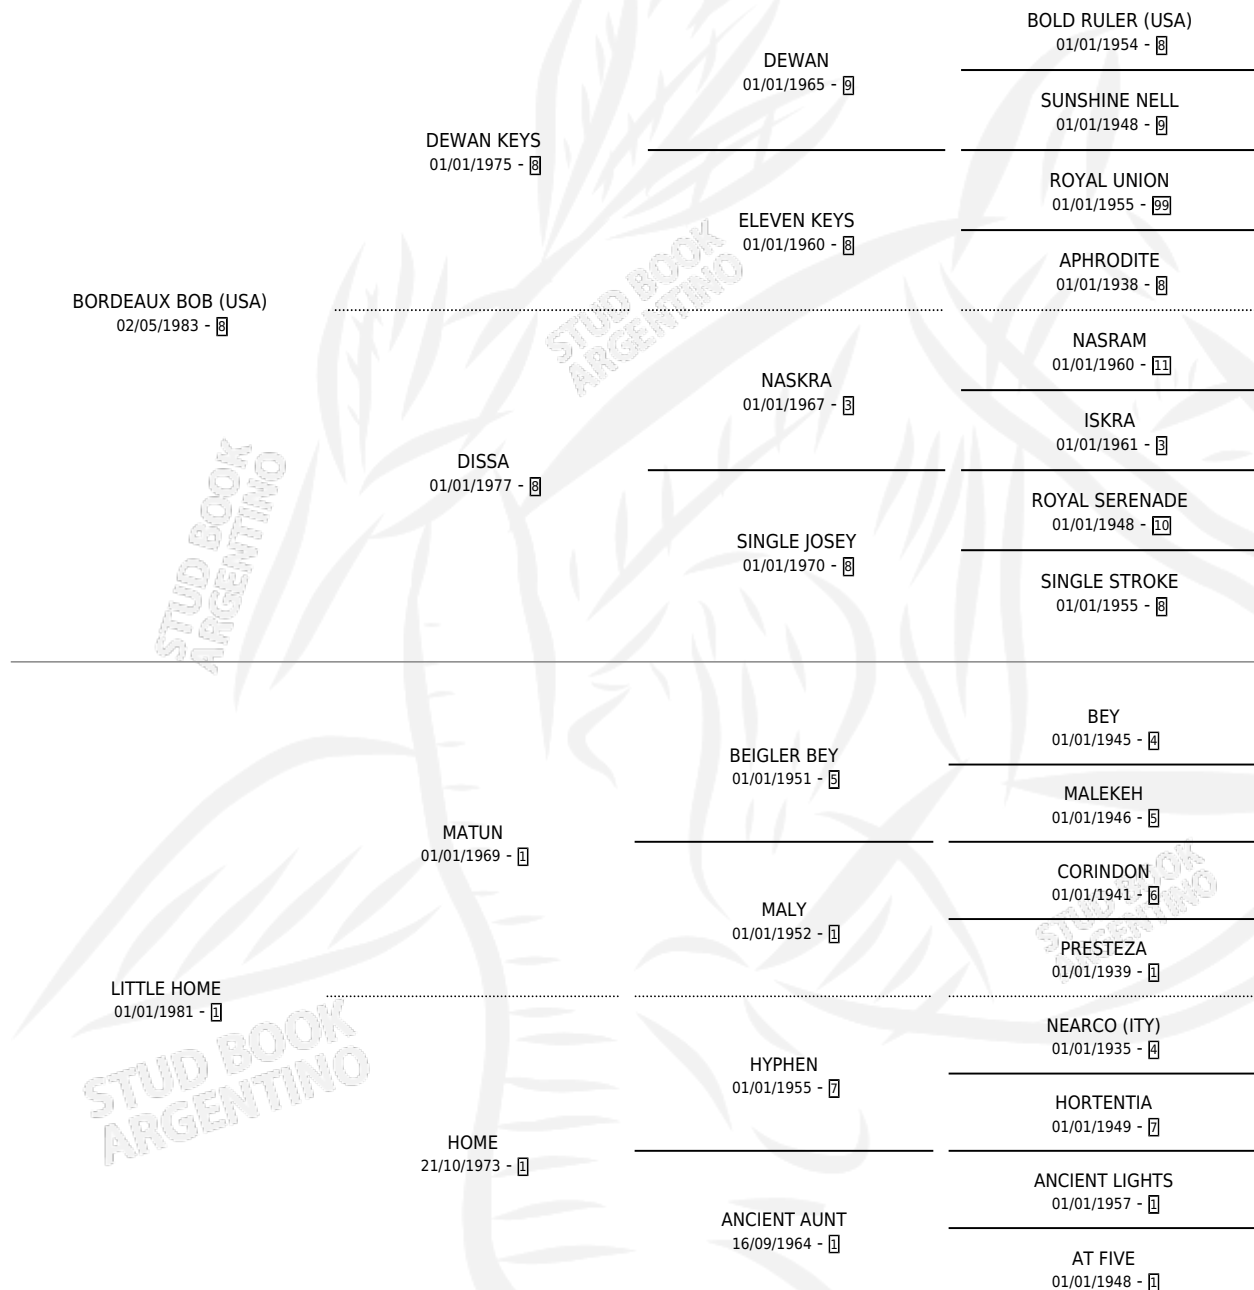 BOLD RULER (USA)
01/01/1954 - 8
DEWAN
01/01/1965 - 9
SUNSHINE NELL
01/01/1948 - 9
DEWAN KEYS
01/01/1975 - 8
ROYAL UNION
01/01/1955 - 99
ELEVEN KEYS
01/01/1960 - 8
APHRODITE
01/01/1938 - 8
BORDEAUX BOB (USA)
02/05/1983 - 8
STUD BOOK
ARGENTINO
NASRAM
01/01/1960 - 11
NASKRA
01/01/1967 - 3
ISKRA
01/01/1961 - 3
DISSA
01/01/1977 - 8
ROYAL SERENADE
01/01/1948 - 10
SINGLE JOSEY
01/01/1970 - 8
SINGLE STROKE
01/01/1955 - 8
STUD BOOK
ARGENTINO
BEY
01/01/1945 - 4
BEIGLER BEY
01/01/1951 - 5
MALEKEH
01/01/1946 - 5
MATUN
01/01/1969 - 1
CORINDON
01/01/1941 - 6
MALY
01/01/1952 - 1
PRESTEZA
01/01/1939 - 1
STUD BOOK
ARGENTINO
LITTLE HOME
01/01/1981 - 1
NEARCO (ITY)
01/01/1935 - 4
HYPHEN
01/01/1955 - 7
HORTENTIA
01/01/1949 - 7
STUD BOOK
ARGENTINO
HOME
21/10/1973 - 1
ANCIENT LIGHTS
01/01/1957 - 1
ANCIENT AUNT
16/09/1964 - 1
AT FIVE
01/01/1948 - 1